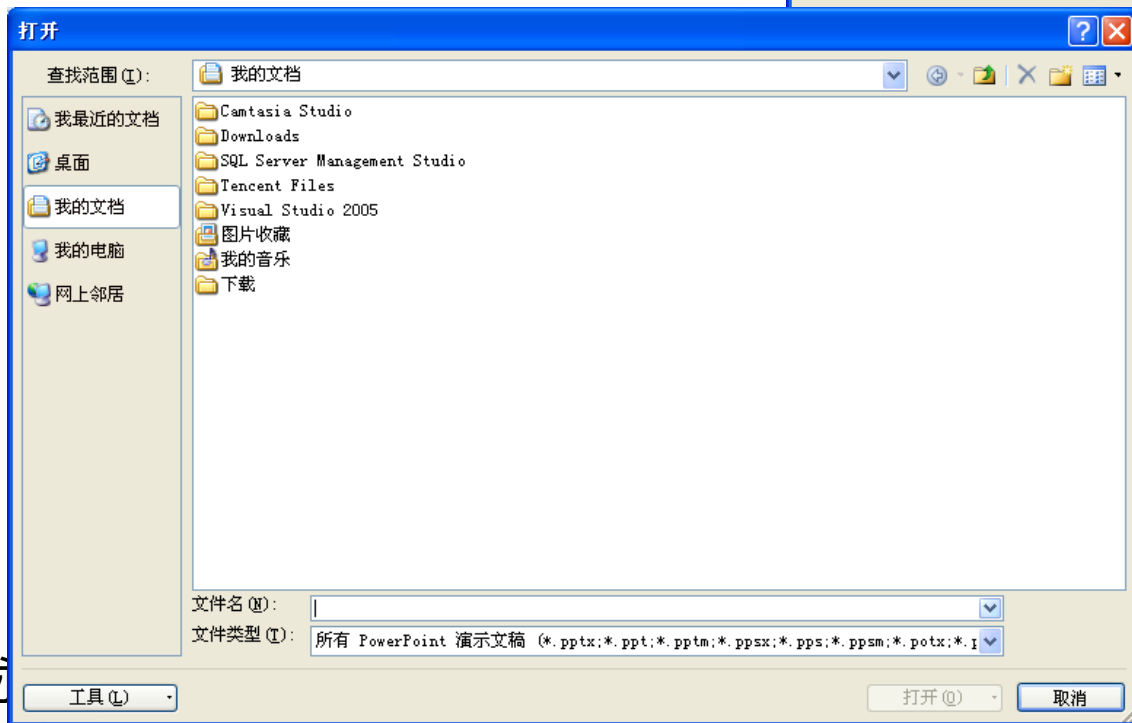 打开
查找范围(I):
我的文档
我最近的文档
桌面
我的文档
我的电脑
网上邻居
Camtasia Studio
Downloads
SQL Server Management Studio
Tencent Files
Visual Studio 2005
图片收藏
我的音乐
下载
文件名(N):
文件类型(T):
所有 PowerPoint 演示文稿 (*.pptx;*.ppt;*.pptm;*.ppsx;*.pps;*.ppsm;*.potx;*.
工具(L)
打开(O)
取消